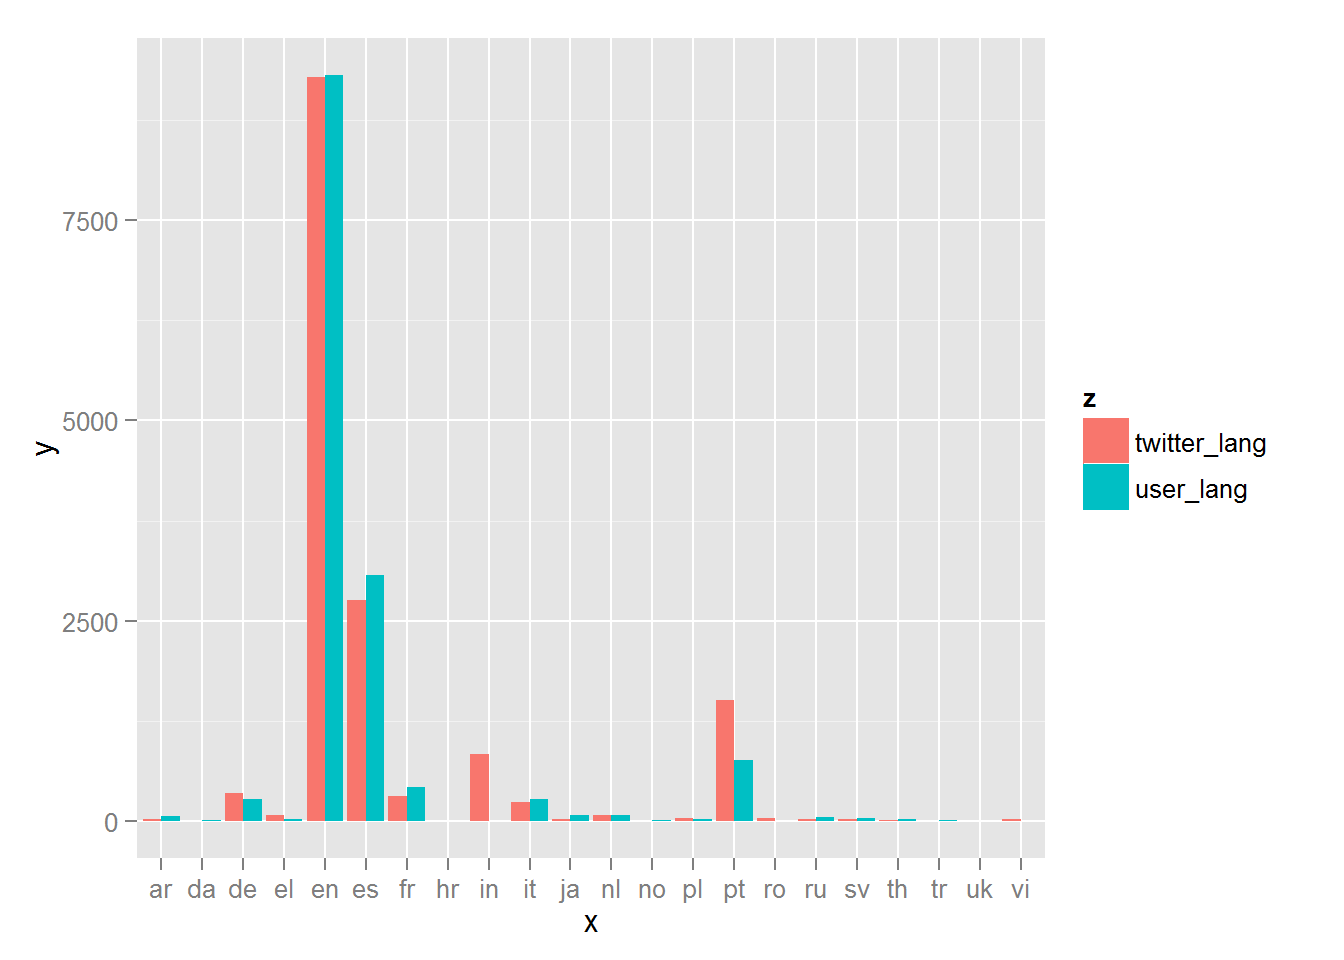 7500
5000
2500
0
y
ar da de el en es fr hr in it ja nl no pl pt ro ru sv th tr uk vi
x
z
twitter_lang
user_lang